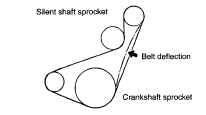 Silent shaft sprocket
Belt deflection
Crankshaft sprocket